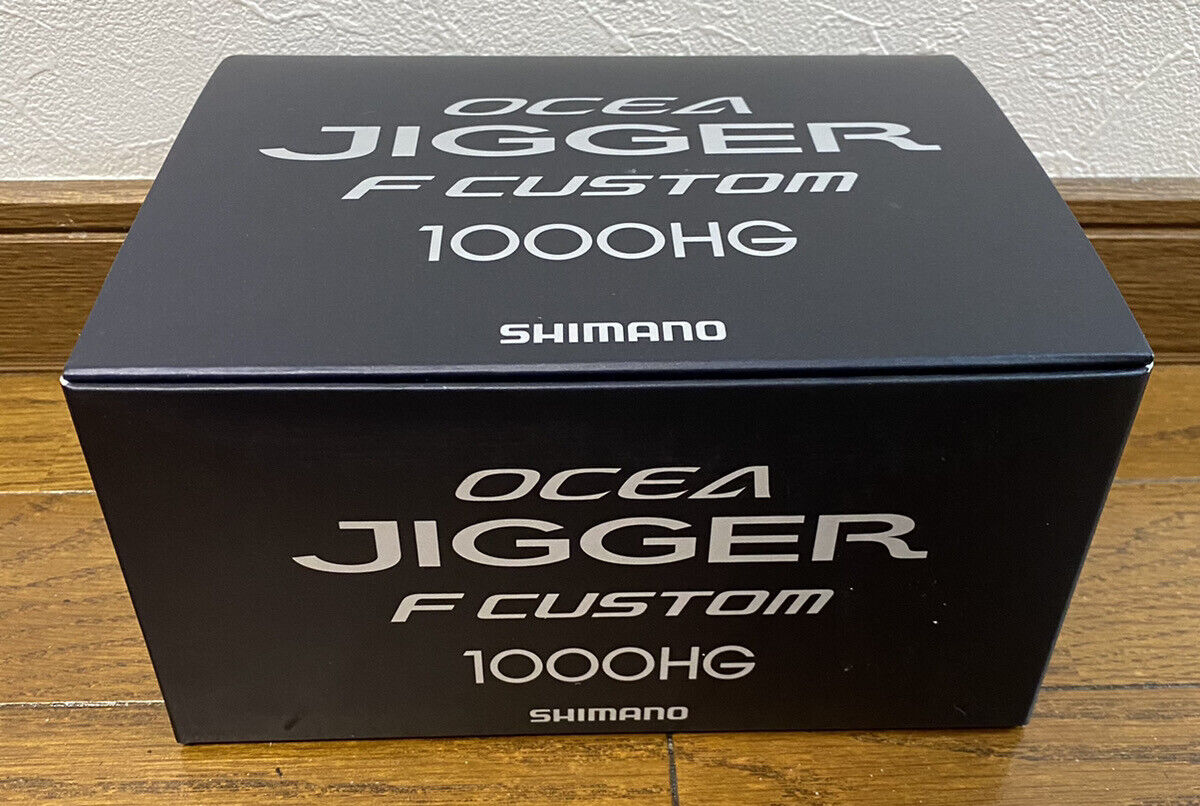 OCEA
JIGGER
F CUSTOM
1000HG
SHIMANO
OCEA
JIGGER
F CUSTOM
1000HG
SHIMANO